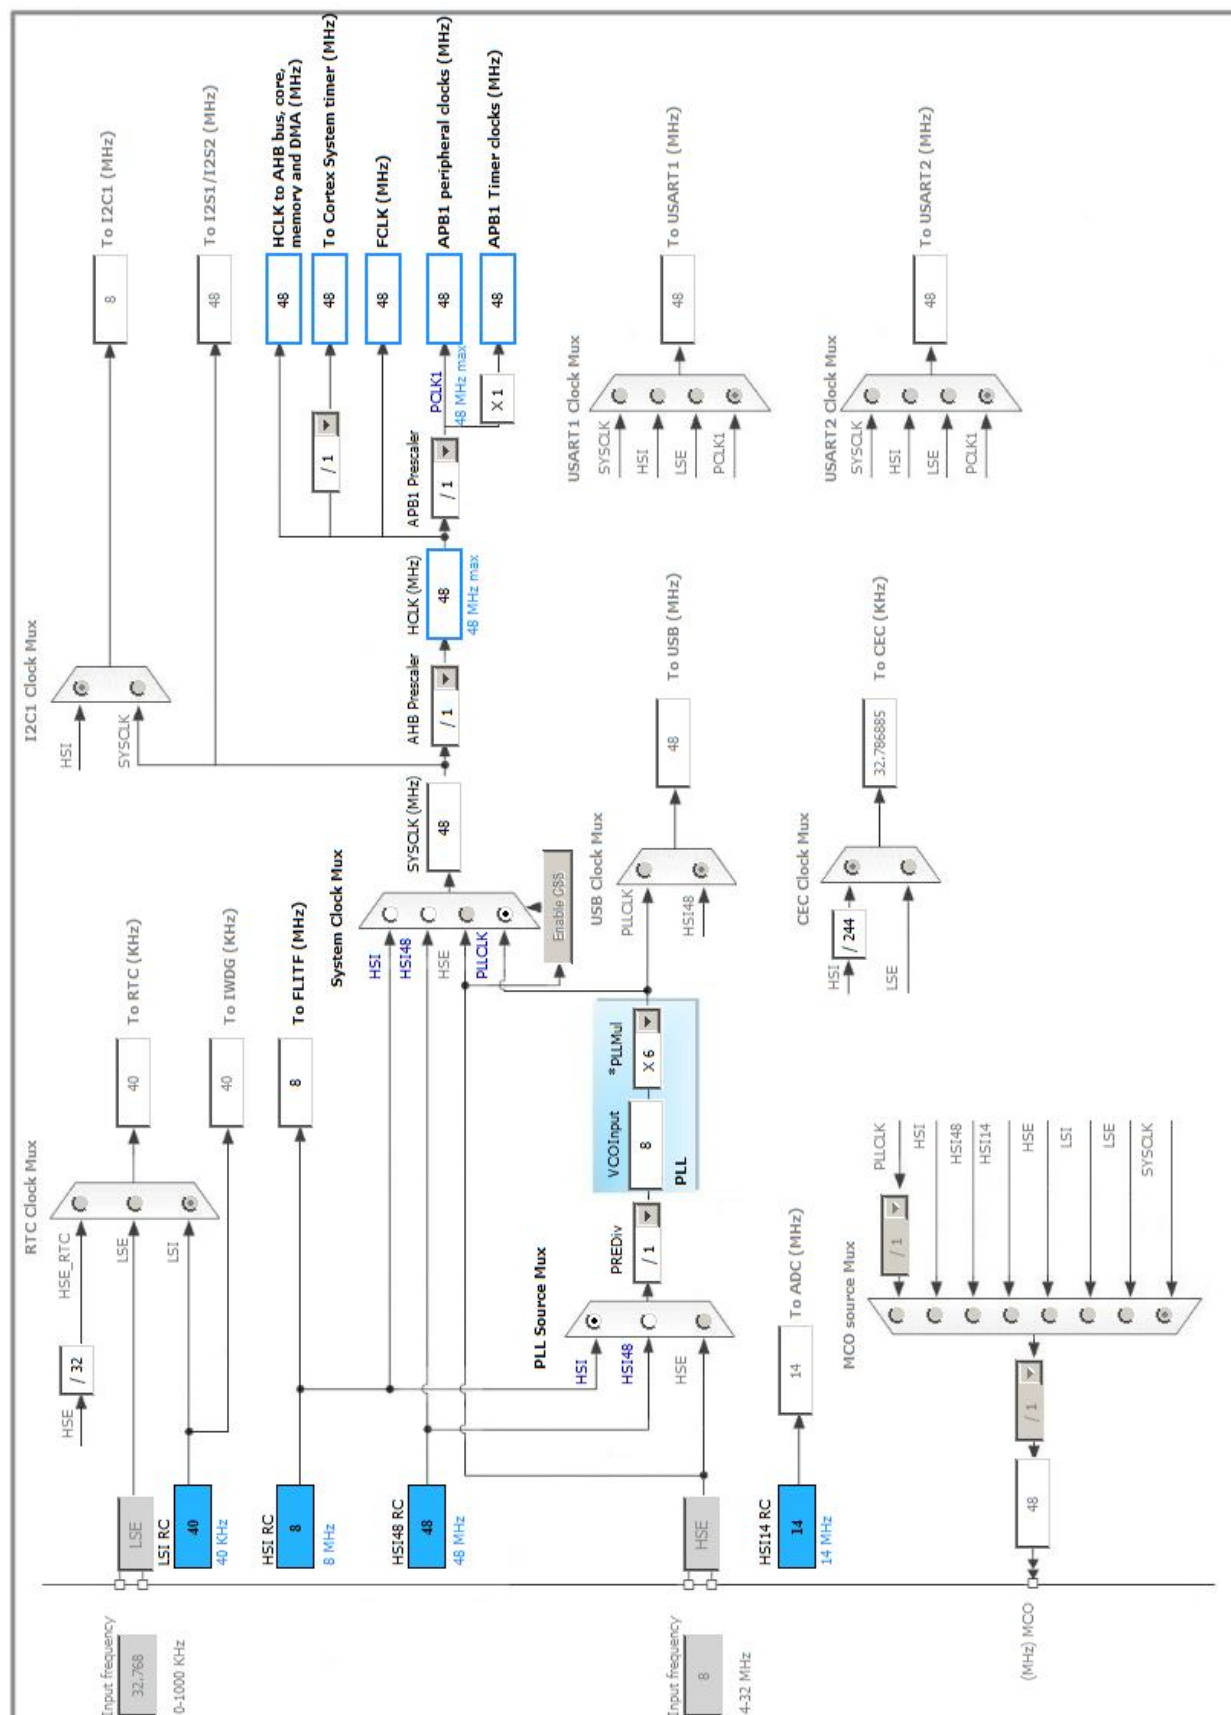 RTC Clock Mux
I2C1 Clock Mux
HSE
/ 32
HSE_RTC
HSI
To I2C1 (MHz)
8
Input frequency
32.768
0-1000 KHz
LSE
LSE
40
To RTC (KHz)
SYSCLK
LSI RC
40
40 KHz
LSI
40
To IWDG (KHz)
48
To I2S1/I2S2 (MHz)
HSI RC
8
8 MHz
8
To FLITF (MHz)
48
HCLK to AHB bus, core,
memory and DMA (MHz)
/ 1
48
To Cortex System timer (MHz)
System Clock Mux
HSI
48
FCLK (MHz)
HSI48 RC
48
48 MHz
HSI48
HSE
PLLCLK
SYSCLK (MHz)
48
AHB Prescaler
/ 1
HCLK (MHz)
48
48 MHz max
APB1 Prescaler
/ 1
PCLK1
48 MHz max
48
APB1 peripheral clocks (MHz)
X 1
48
APB1 Timer clocks (MHz)
Enable CSS
PLL Source Mux
HSI
HSI48
HSE
PREDiv
/ 1
VCOInput
8
*PLLMul
X 6
PLL
USB Clock Mux
PLLCLK
HSI48
48
To USB (MHz)
USART1 Clock Mux
SYSCLK
HSI
LSE
PCLK1
48
To USART1 (MHz)
Input frequency
8
4-32 MHz
HSE
HSI14 RC
14
14 MHz
14
To ADC (MHz)
CEC Clock Mux
HSI
/ 244
LSE
32.786885
To CEC (KHz)
USART2 Clock Mux
SYSCLK
HSI
LSE
PCLK1
48
To USART2 (MHz)
MCO source Mux
/ 1
PLLCLK
HSI
HSI48
HSI14
HSE
LSI
LSE
SYSCLK
(MHz) MCO
48
/ 1